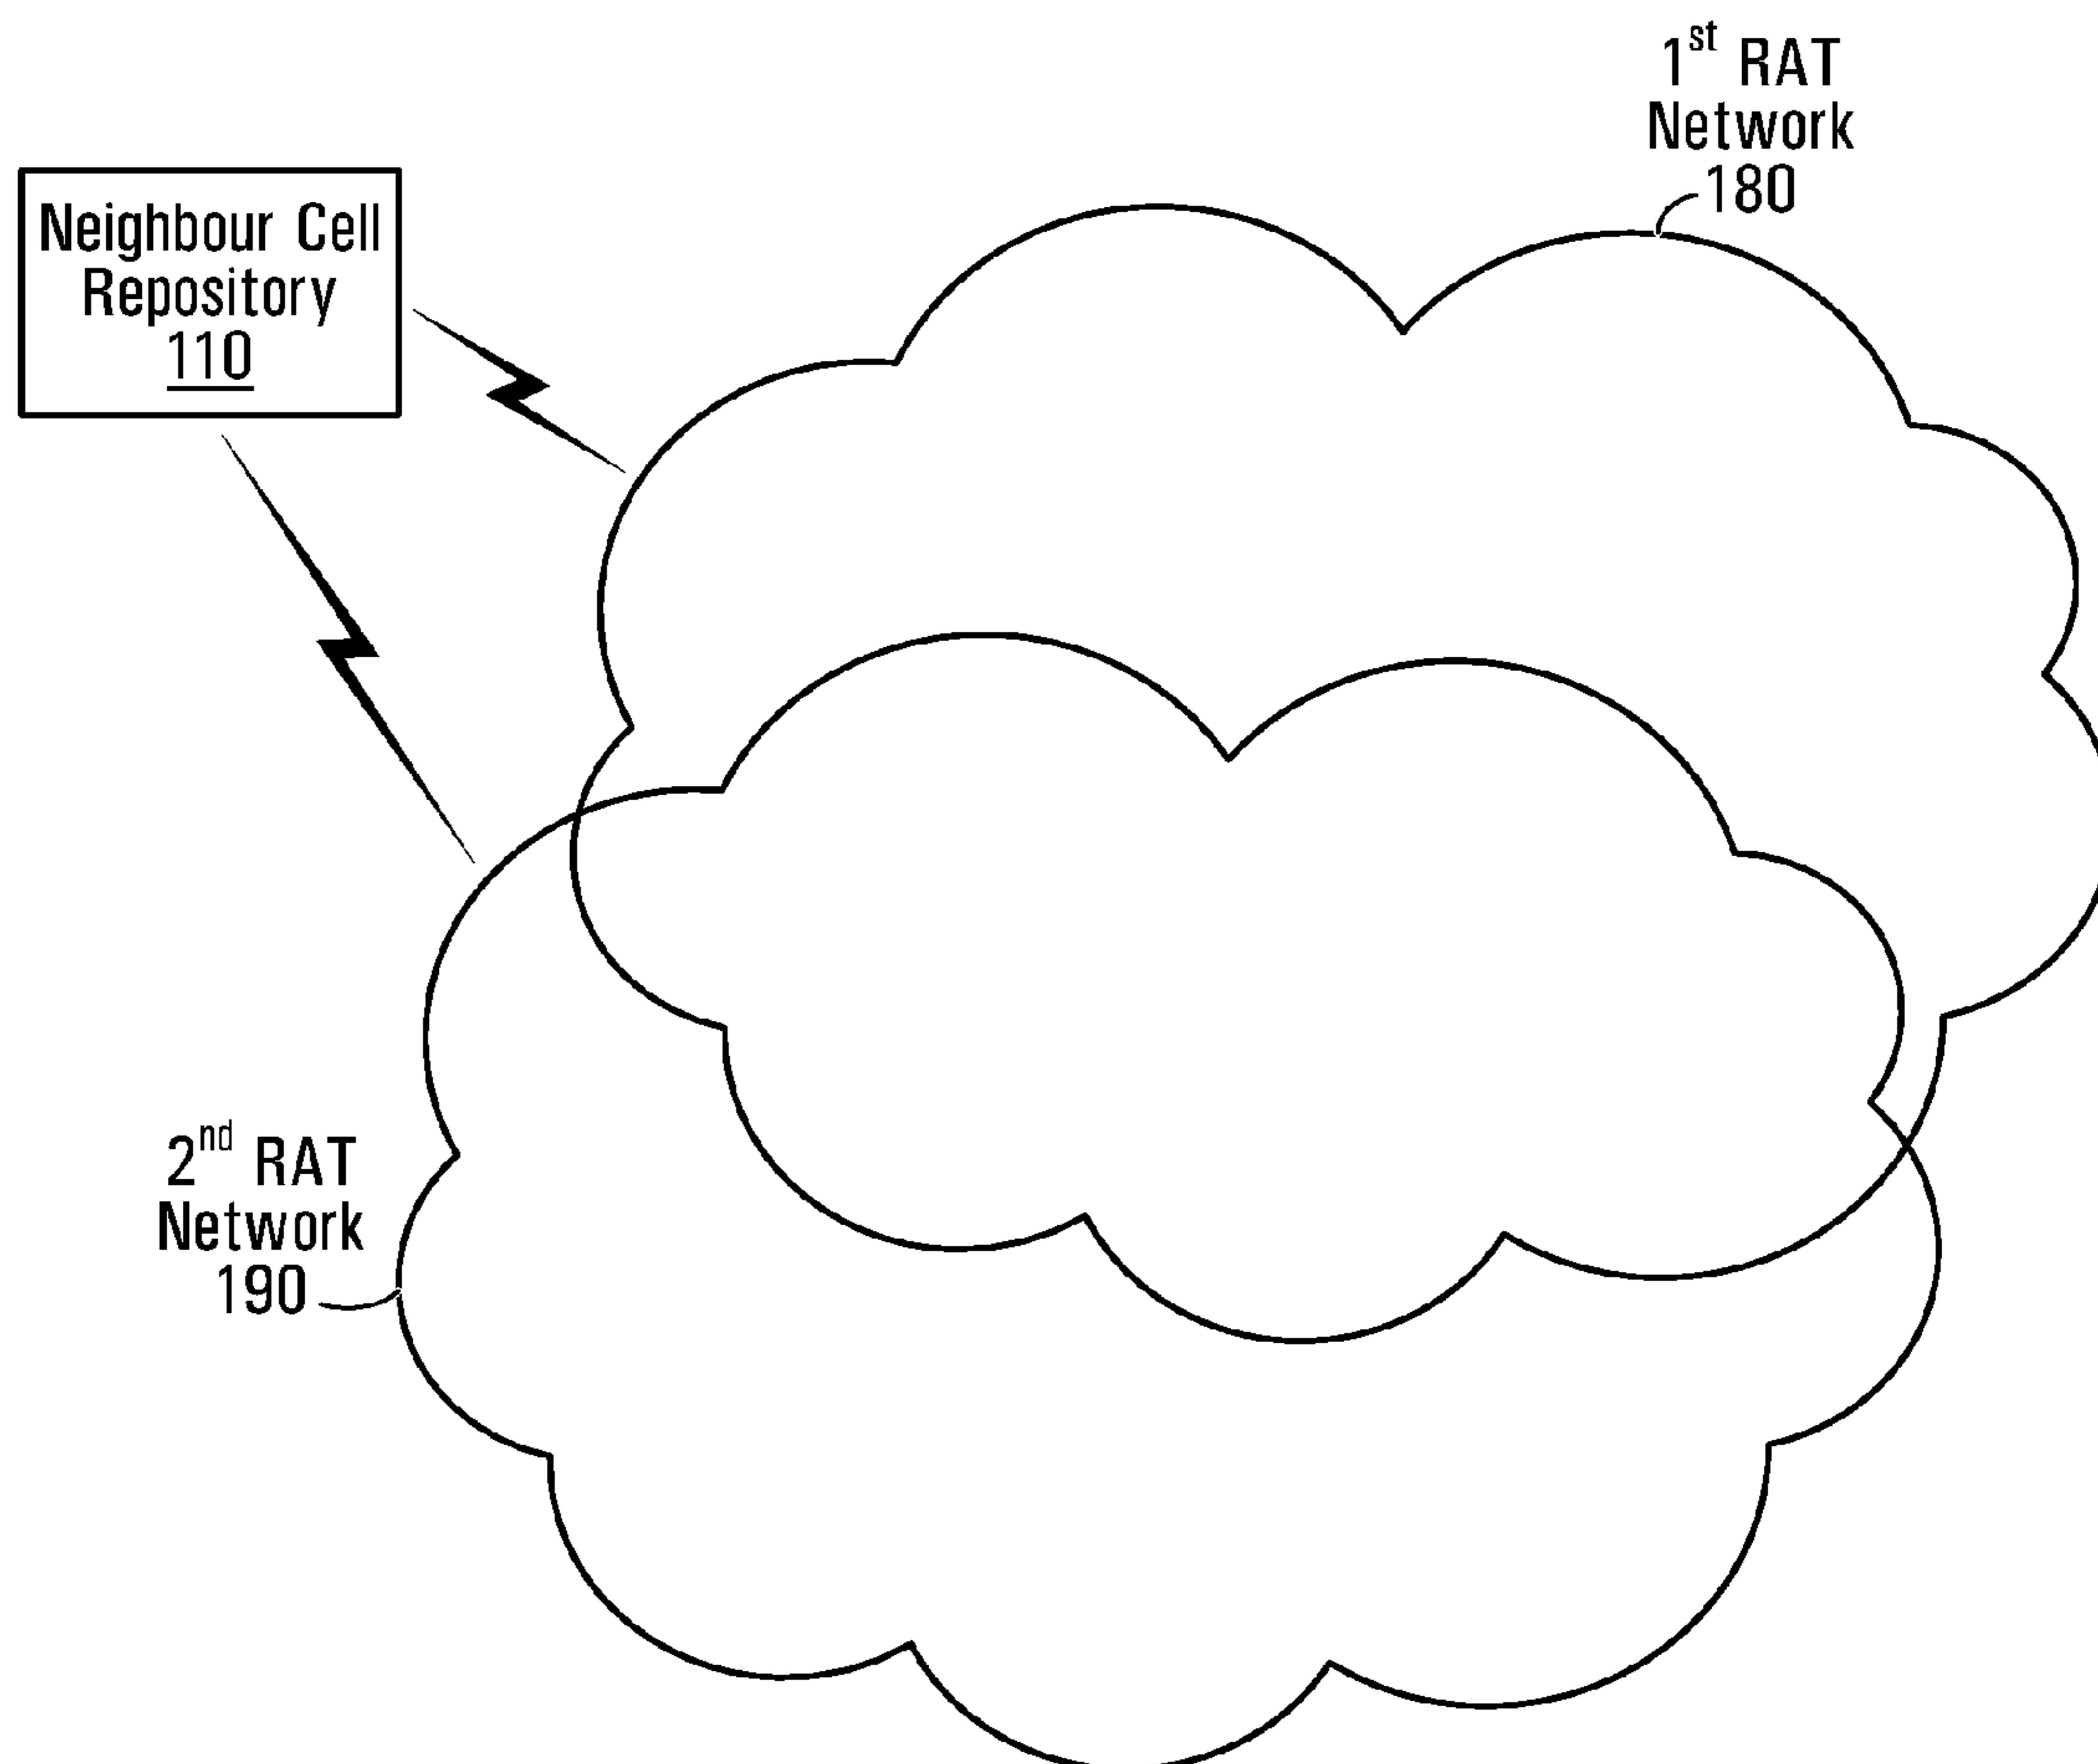 1st RAT
Network
180
Neighbour Cell
Repository
110
2nd RAT
Network
190